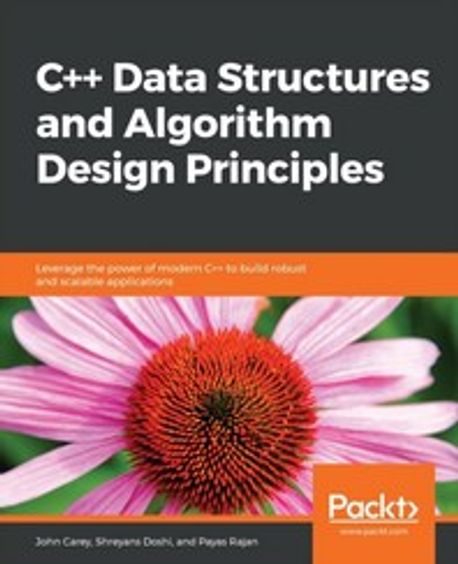 C++ Data Structures
and Algorithm
Design Principles
Leverage the power of modern C++ to build robust
and scalable applications
Packt>
www.packt.com
John Carey, Shreyans Doshi, and Payas Rajan